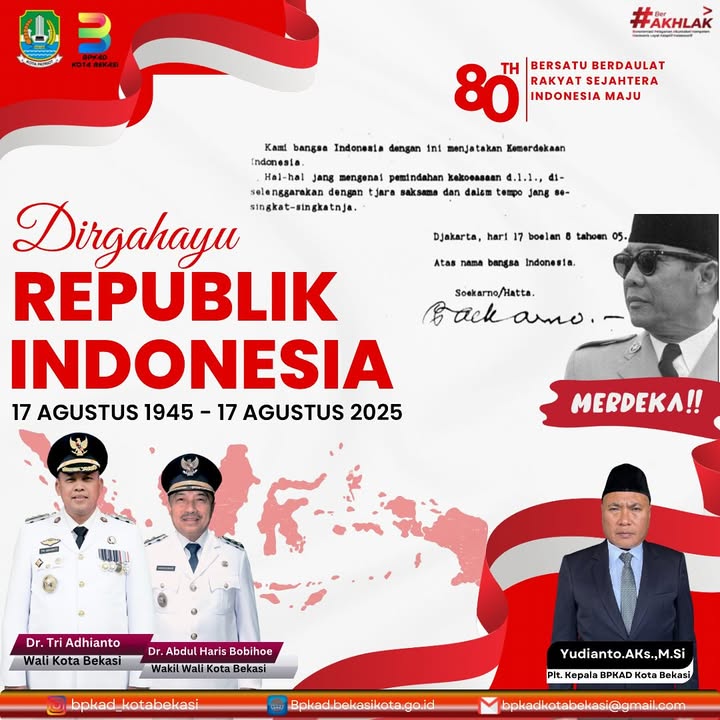 KOTA PATRIOT
BPKAD
KOTA BEKASI
#BerAKHLAK
80TH
BERSATU BERDAULAT
RAKYAT SEJAHTERA
INDONESIA MAJU
Kami bangsa Indonesia dengan ini menjatakan Kemerdekaan
Indonesia.
Hal-hal jang mengenai pemindahan kekoeasaan d.l.l., di-
selenggarakan dengan tjara saksama dan dalam tempo jang se-
singkat-singkatnja.
Djakarta, hari 17 boelan 8 tahoen 05.
Atas nama bangsa Indonesia.
Soekarno/Hatta.
Soekarno.-
Dirgahayu
REPUBLIK
INDONESIA
17 AGUSTUS 1945 - 17 AGUSTUS 2025
MERDEKA!!
Dr. Tri Adhianto
Wali Kota Bekasi
Dr. Abdul Haris Bobihoe
Wakil Wali Kota Bekasi
Yudianto.AKs.,M.Si
Plt. Kepala BPKAD Kota Bekasi
bpkad_kotabekasi
Bpkad.bekasikota.go.id
bpkadkotabekasi@gmail.com